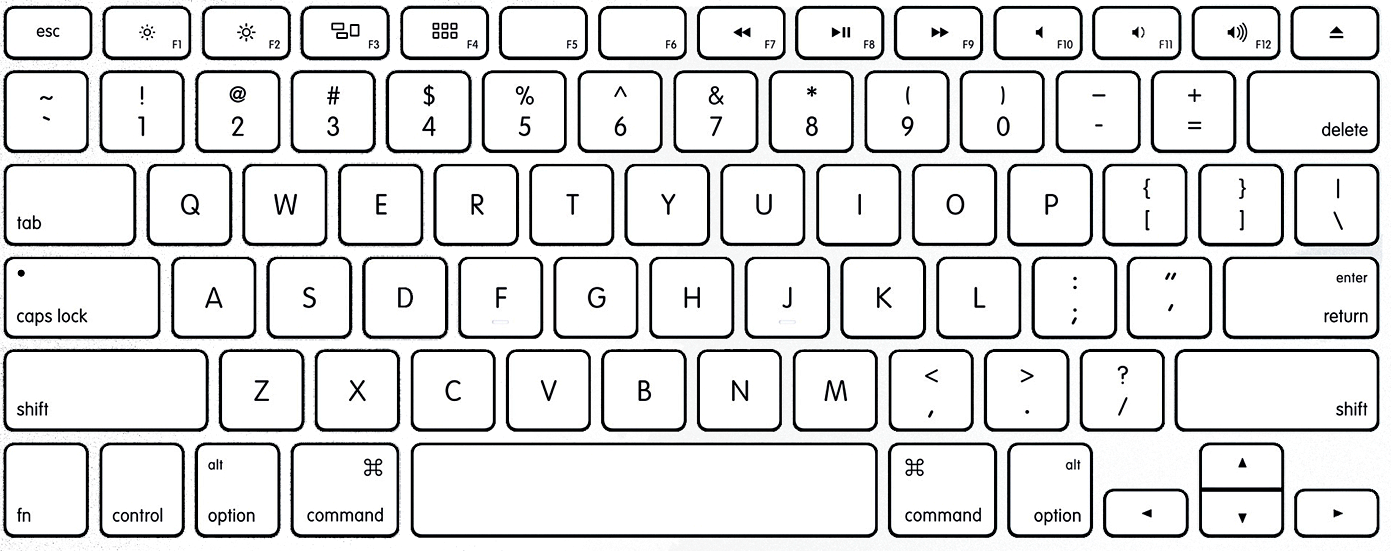 esc F1 F2 F3 F4 F5 F6 F7 F8 F9 F10 F11 F12
~ ! @ # $ % ^ & * ( ) – +
` 1 2 3 4 5 6 7 8 9 0 - = delete
tab Q W E R T Y U I O P { [ } ] | \
caps lock A S D F G H J K L : ; " ' enter return
shift Z X C V B N M < , > . ? / shift
fn control alt option ⌘ command ⌘ command alt option ◄ ▲ ▼ ►